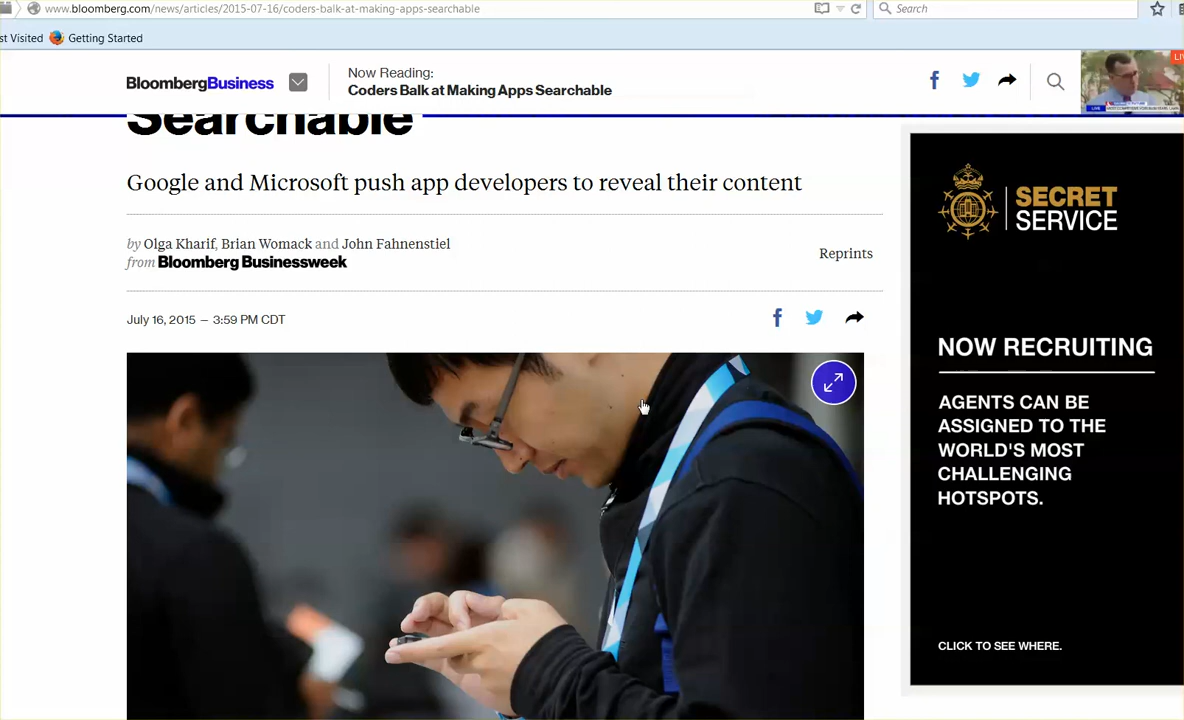 www.bloomberg.com/news/articles/2015-07-16/coders-balk-at-making-apps-searchable
Search
st Visited
Getting Started
BloombergBusiness
Now Reading:
Coders Balk at Making Apps Searchable
LIVE
Searchable
Google and Microsoft push app developers to reveal their content
by Olga Kharif, Brian Womack and John Fahnenstiel
from Bloomberg Businessweek
Reprints
July 16, 2015 — 3:59 PM CDT
SECRET
SERVICE
NOW RECRUITING
AGENTS CAN BE
ASSIGNED TO THE
WORLD'S MOST
CHALLENGING
HOTSPOTS.
CLICK TO SEE WHERE.